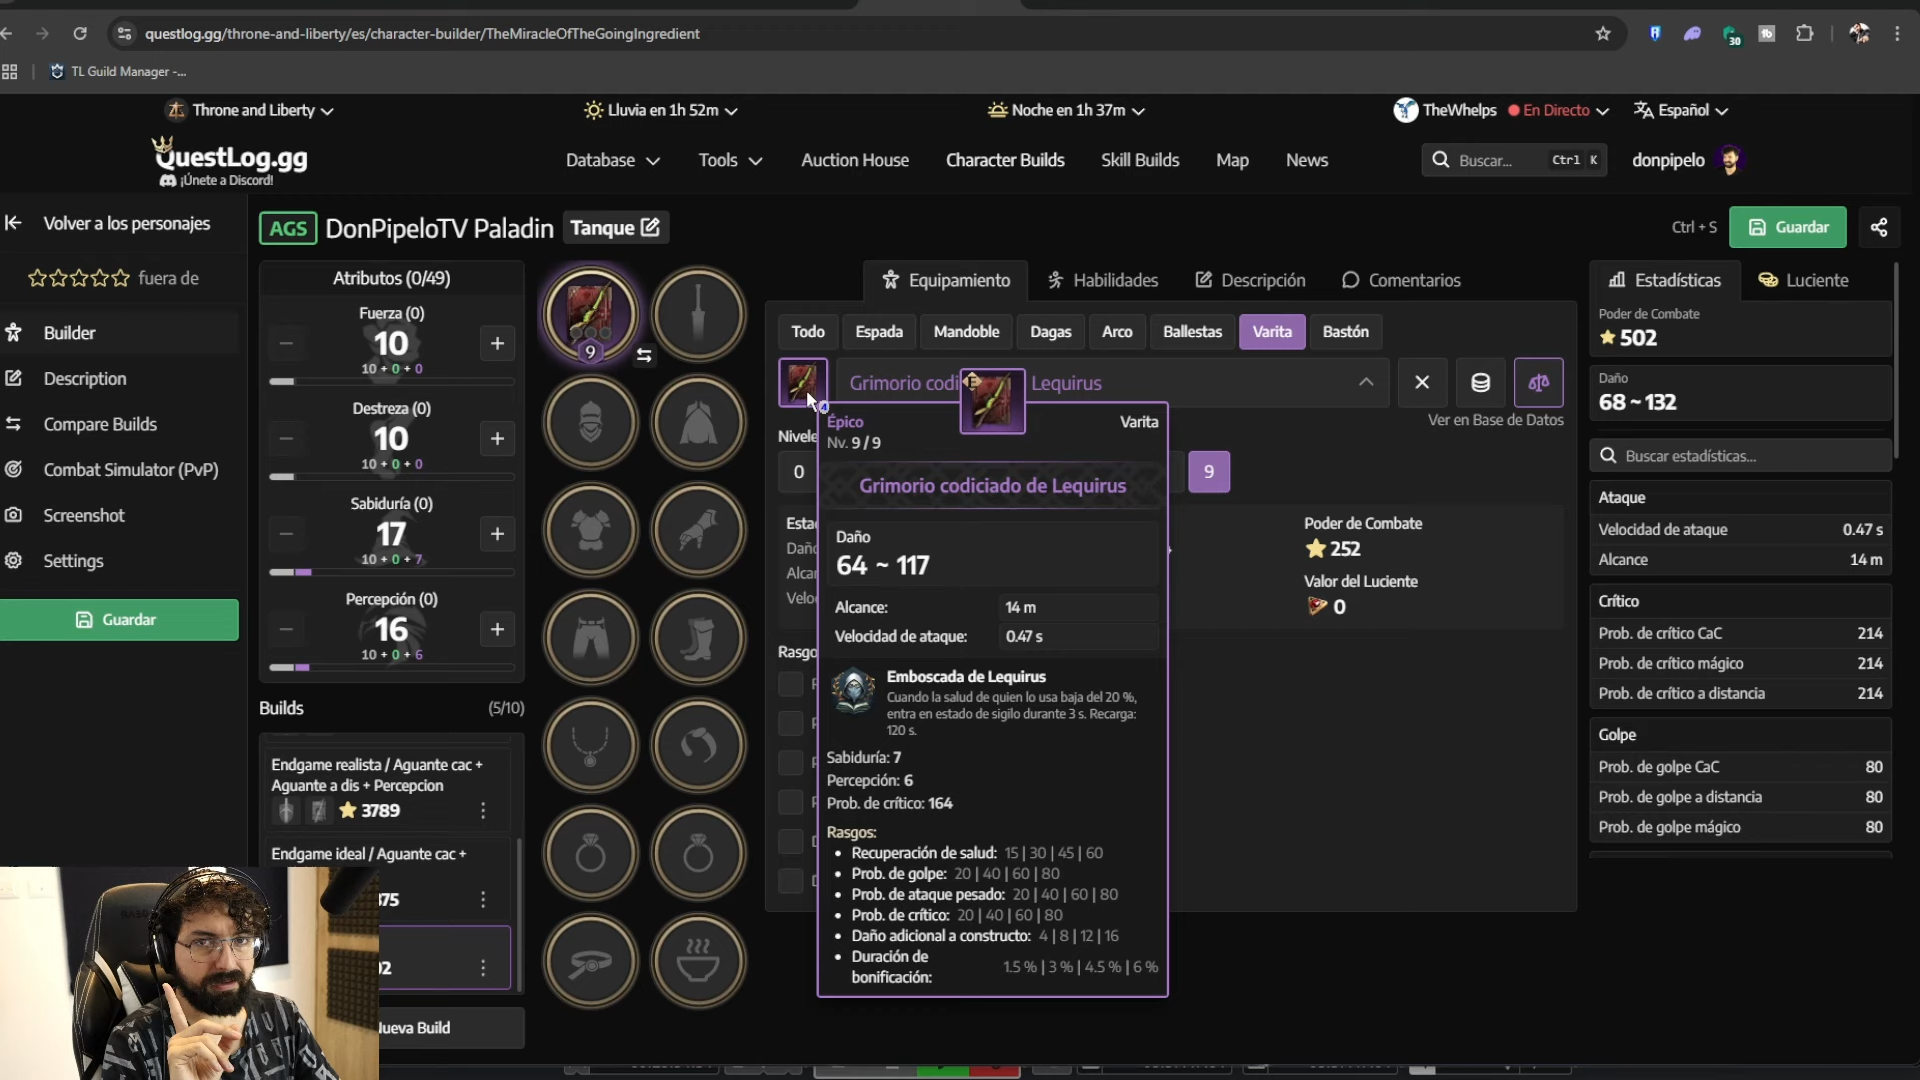 questlog.gg/throne-and-liberty/es/character-builder/TheMiracleOfTheGoingIngredient
30
TL Guild Manager -...
Throne and Liberty
Lluvia en 1h 52m
Noche en 1h 37m
TheWhelps
En Directo
Español
QuestLog.gg
¡Únete a Discord!
Database
Tools
Auction House
Character Builds
Skill Builds
Map
News
Buscar...
Ctrl K
donpipelo
Volver a los personajes
AGS
DonPipeloTV Paladin
Tanque
Ctrl + S
Guardar
fuera de
Builder
Description
Compare Builds
Combat Simulator (PvP)
Screenshot
Settings
Guardar
Atributos (0/49)
Fuerza (0)
10
10 + 0 + 0
Destreza (0)
10
10 + 0 + 0
Sabiduría (0)
17
10 + 0 + 7
Percepción (0)
16
10 + 0 + 6
Builds
(5/10)
Endgame realista / Aguante cac +
Aguante a dis + Percepcion
3789
Endgame ideal / Aguante cac +
Nueva Build
9
Equipamiento
Habilidades
Descripción
Comentarios
Todo
Espada
Mandoble
Dagas
Arco
Ballestas
Varita
Bastón
Grimorio codi
Lequirus
Ver en Base de Datos
Nivele
0
9
Esta
Daño
Alca
Velo
Poder de Combate
252
Valor del Luciente
0
Rasgo
Épico
Varita
Nv. 9 / 9
Grimorio codiciado de Lequirus
Daño
64 ~ 117
Alcance: 14 m
Velocidad de ataque: 0.47 s
Emboscada de Lequirus
Cuando la salud de quien lo usa baja del 20 %,
entra en estado de sigilo durante 3 s. Recarga:
120 s.
Sabiduría: 7
Percepción: 6
Prob. de crítico: 164
Rasgos:
• Recuperación de salud: 15 | 30 | 45 | 60
• Prob. de golpe: 20 | 40 | 60 | 80
• Prob. de ataque pesado: 20 | 40 | 60 | 80
• Prob. de crítico: 20 | 40 | 60 | 80
• Daño adicional a constructo: 4 | 8 | 12 | 16
• Duración de
bonificación: 1.5 % | 3 % | 4.5 % | 6 %
Estadísticas
Luciente
Poder de Combate
502
Daño
68 ~ 132
Buscar estadísticas...
Ataque
Velocidad de ataque 0.47 s
Alcance 14 m
Crítico
Prob. de crítico CaC 214
Prob. de crítico mágico 214
Prob. de crítico a distancia 214
Golpe
Prob. de golpe CaC 80
Prob. de golpe a distancia 80
Prob. de golpe mágico 80